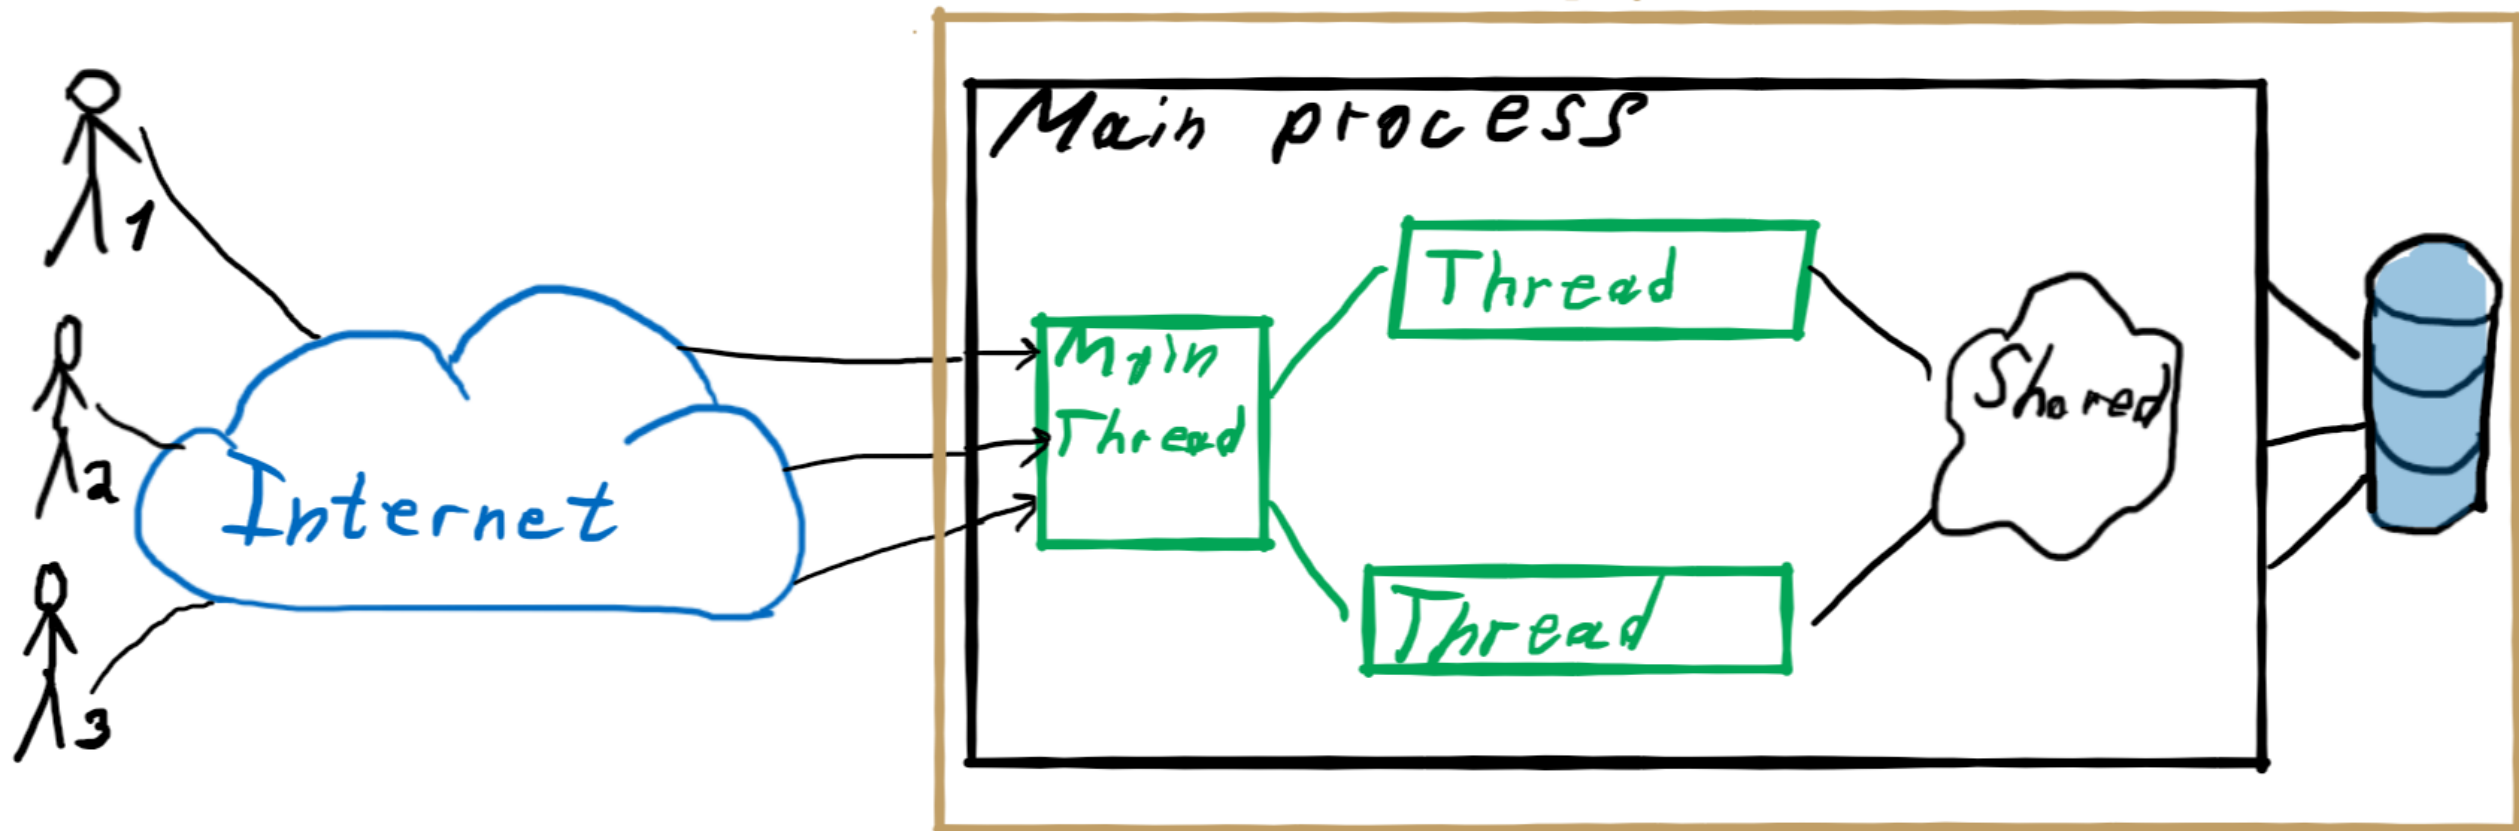 1
2
3
Internet
Main process
Main
Thread
Thread
Thread
Shared